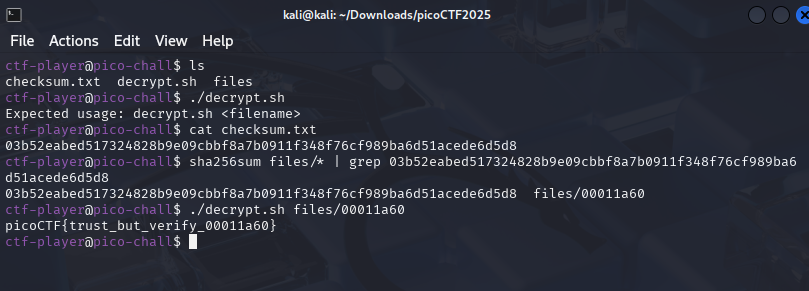 kali@kali: ~/Downloads/picoCTF2025
File Actions Edit View Help
ctf-player@pico-chall$ ls
checksum.txt  decrypt.sh  files
ctf-player@pico-chall$ ./decrypt.sh
Expected usage: decrypt.sh <filename>
ctf-player@pico-chall$ cat checksum.txt
03b52eabed517324828b9e09cbbf8a7b0911f348f76cf989ba6d51acede6d5d8
ctf-player@pico-chall$ sha256sum files/* | grep 03b52eabed517324828b9e09cbbf8a7b0911f348f76cf989ba6
d51acede6d5d8
03b52eabed517324828b9e09cbbf8a7b0911f348f76cf989ba6d51acede6d5d8  files/00011a60
ctf-player@pico-chall$ ./decrypt.sh files/00011a60
picoCTF{trust_but_verify_00011a60}
ctf-player@pico-chall$